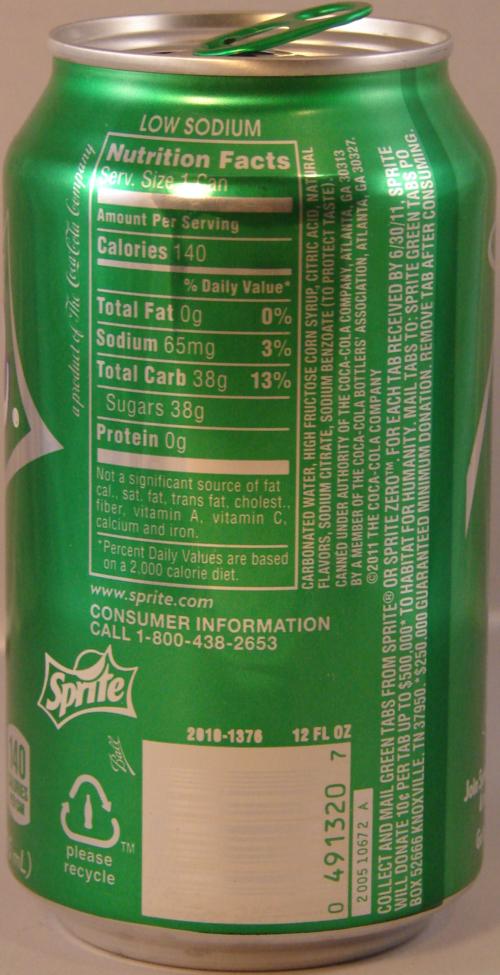 LOW SODIUM
Nutrition Facts
Serv. Size 1 Can
Amount Per Serving
Calories 140
% Daily Value*
Total Fat 0g 0%
Sodium 65mg 3%
Total Carb 38g 13%
Sugars 38g
Protein 0g
Not a significant source of fat
cal., sat. fat, trans fat, cholest.,
fiber, vitamin A, vitamin C,
calcium and iron.
*Percent Daily Values are based
on a 2,000 calorie diet.
www.sprite.com
CONSUMER INFORMATION
CALL 1-800-438-2653
a product of The Coca-Cola Company
CARBONATED WATER, HIGH FRUCTOSE CORN SYRUP, CITRIC ACID, NATURAL
FLAVORS, SODIUM CITRATE, SODIUM BENZOATE (TO PROTECT TASTE).
CANNED UNDER AUTHORITY OF THE COCA-COLA COMPANY, ATLANTA, GA 30313
BY A MEMBER OF THE COCA-COLA BOTTLERS' ASSOCIATION, ATLANTA, GA 30327.
©2011 THE COCA-COLA COMPANY
COLLECT AND MAIL GREEN TABS FROM SPRITE® OR SPRITE ZERO™. FOR EACH TAB RECEIVED BY 6/30/11, SPRITE
WILL DONATE 10¢ PER TAB UP TO $500,000* TO HABITAT FOR HUMANITY. MAIL TABS TO: SPRITE GREEN TABS PO
BOX 52666 KNOXVILLE, TN 37950. * $250,000 GUARANTEED MINIMUM DONATION. REMOVE TAB AFTER CONSUMING.
Sprite
Ball
2010-1376 12 FL OZ
0 491320 7
2005 10672 A
please
recycle
TM
140
mL)